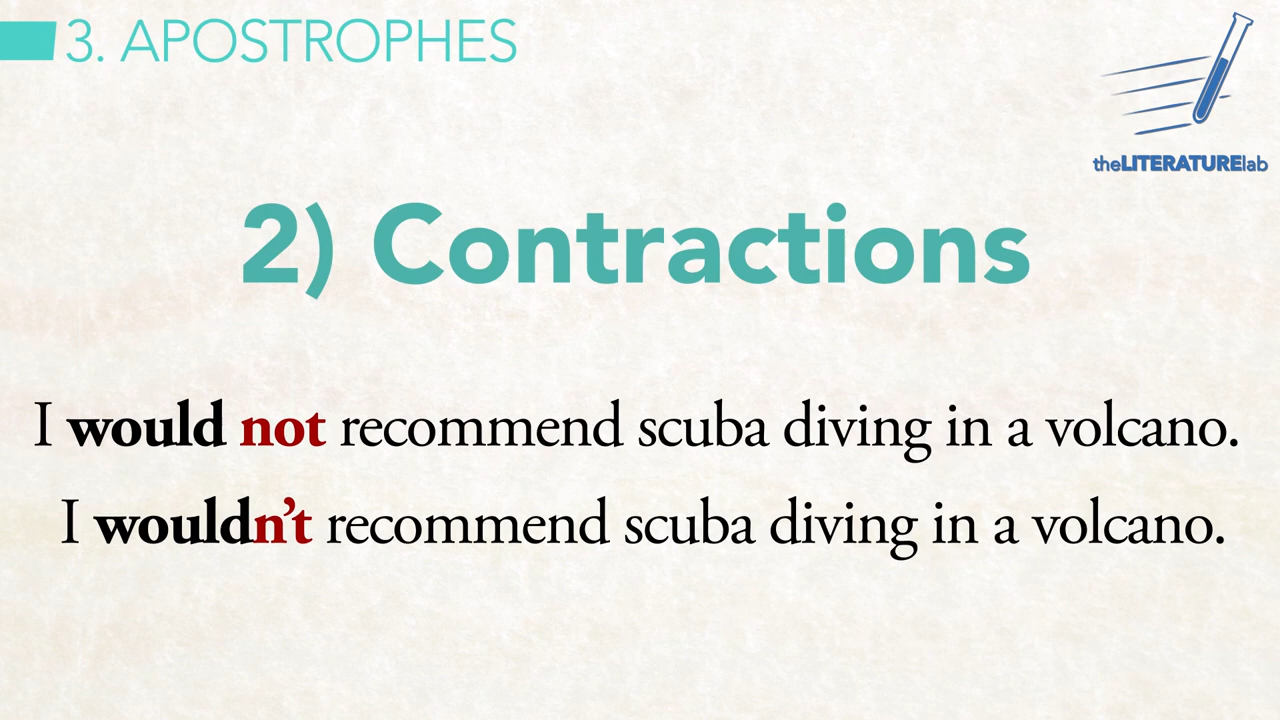 3. APOSTROPHES
theLITERATURElab
2) Contractions
I would not recommend scuba diving in a volcano.
I wouldn’t recommend scuba diving in a volcano.